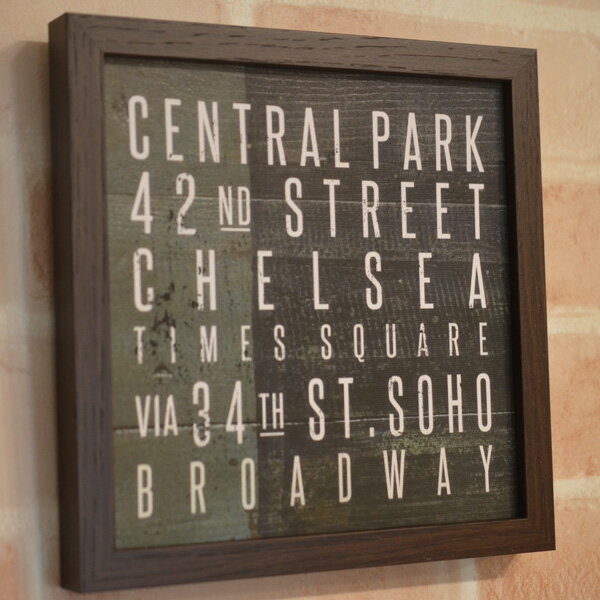 CENTRAL PARK
42ND STREET
CHELSEA
TIMES SQUARE
VIA 34TH ST. SOHO
BROADWAY